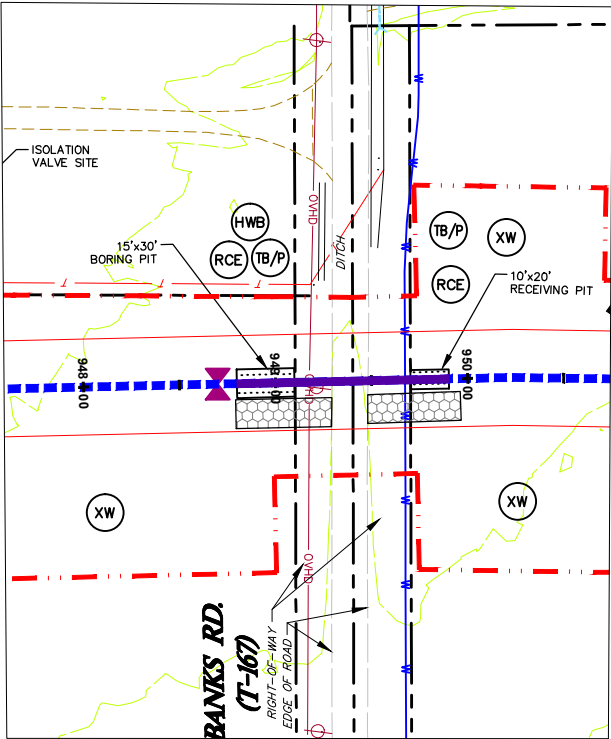 ISOLATION
VALVE SITE
HWB
RCE
TB/P
15'x30'
BORING PIT
OVHD
DITCH
W
W
TB/P
XW
RCE
10'x20'
RECEIVING PIT
W
W
948+00
949+00
950+00
OVHD
W
XW
XW
W
OVHD
W
W
BANKS RD.
(T-167)
RIGHT-OF-WAY
EDGE OF ROAD